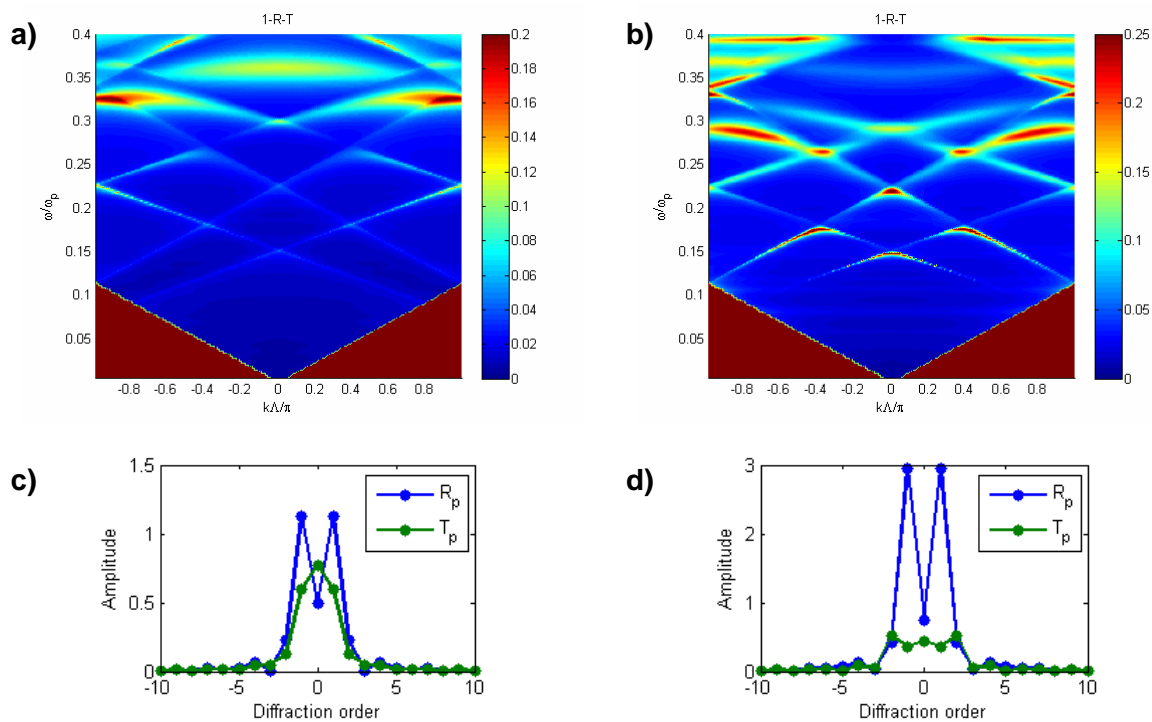 a)
1-R-T
0.4
0.35
0.3
0.25
0.2
0.15
0.1
0.05
ω/ω_p
-0.8 -0.6 -0.4 -0.2 0 0.2 0.4 0.6 0.8
kΛ/π
0.2
0.18
0.16
0.14
0.12
0.1
0.08
0.06
0.04
0.02
0
b)
1-R-T
0.4
0.35
0.3
0.25
0.2
0.15
0.1
0.05
ω/ω_p
-0.8 -0.6 -0.4 -0.2 0 0.2 0.4 0.6 0.8
kΛ/π
0.25
0.2
0.15
0.1
0.05
0
c)
1.5
1
0.5
0
Amplitude
R_p
T_p
-10 -5 0 5 10
Diffraction order
d)
3
2
1
0
Amplitude
R_p
T_p
-10 -5 0 5 10
Diffraction order